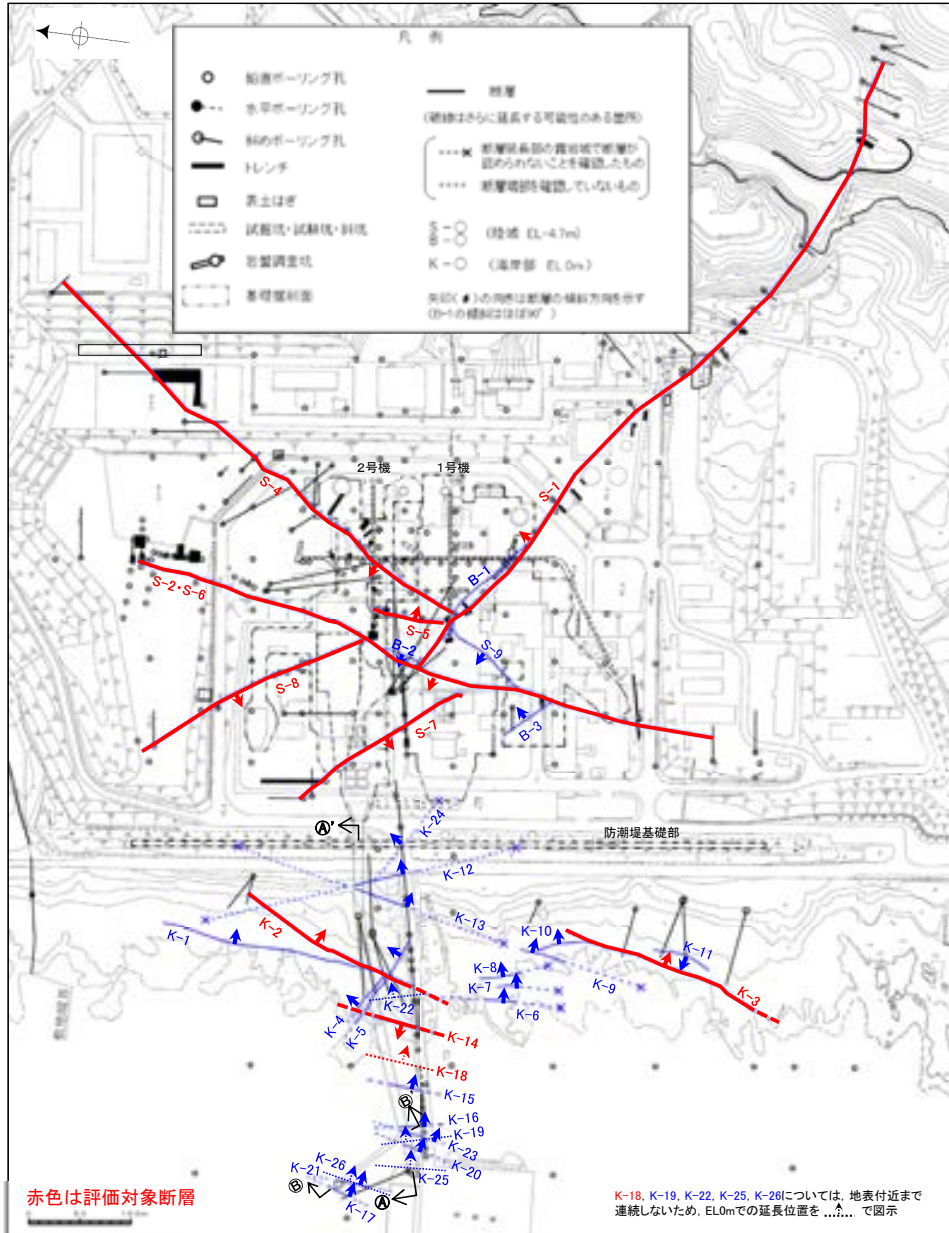 凡 例
鉛直ボーリング孔
水平ボーリング孔
斜めボーリング孔
トレンチ
表土はぎ
試掘坑・試験坑・斜坑
岩盤調査坑
基礎掘削面
断層
(破線はさらに延長する可能性のある箇所)
断層延長部の露岩域で断層が
認められないことを確認したもの
断層端部を確認していないもの
S-○
B-○
(陸域 EL-4.7m)
K-○ (海岸部 EL0m)
矢印( )の向きは断層の傾斜方向を示す
(B-1の傾斜はほぼ90°)
2号機
1号機
S-4
S-1
S-2・S-6
B-1
S-5
B-2
S-9
S-8
S-7
B-3
K-24
Ⓐ'
防潮堤基礎部
K-12
K-13
K-2
K-1
K-10
K-11
K-8
K-7
K-9
K-6
K-3
K-22
K-4
K-5
K-14
K-18
K-15
Ⓑ'
K-16
K-19
K-23
K-20
K-26
K-21
K-25
Ⓑ
Ⓐ
K-17
赤色は評価対象断層
K-18, K-19, K-22, K-25, K-26については, 地表付近まで
連続しないため, EL0mでの延長位置を で図示